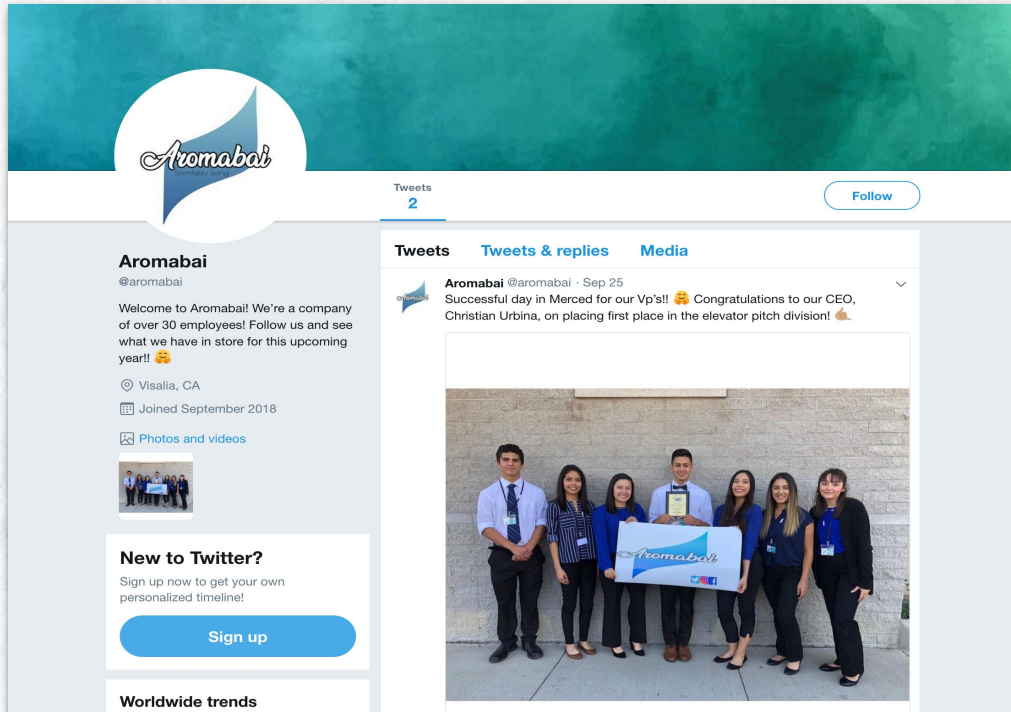 Aromabai
scentably living
Tweets
2
Follow
Aromabai
@aromabai
Welcome to Aromabai! We're a company
of over 30 employees! Follow us and see
what we have in store for this upcoming
year!! 🤗
Visalia, CA
Joined September 2018
Photos and videos
New to Twitter?
Sign up now to get your own
personalized timeline!
Sign up
Worldwide trends
Tweets Tweets & replies Media
Aromabai @aromabai · Sep 25
Successful day in Merced for our Vp's!! 🤗 Congratulations to our CEO,
Christian Urbina, on placing first place in the elevator pitch division! 🤙🏼
Aromabai